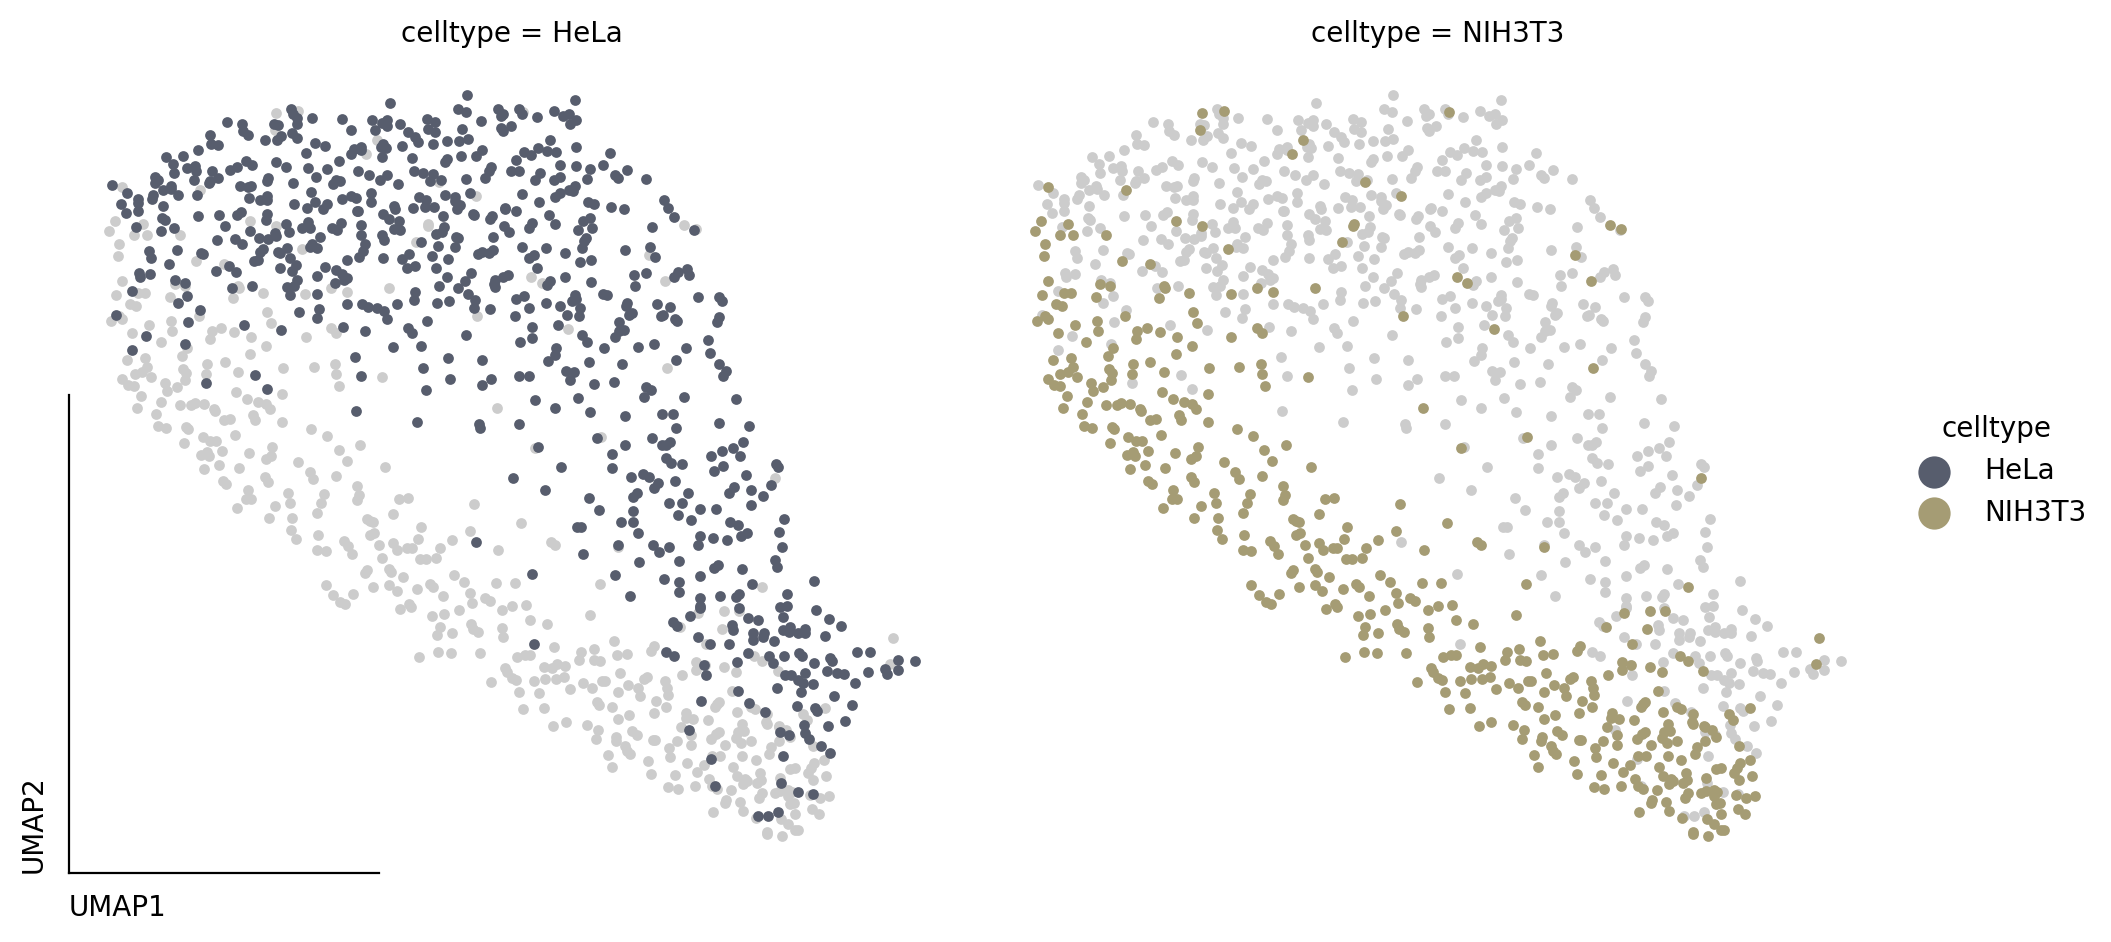 celltype = HeLa
celltype = NIH3T3
celltype
HeLa
NIH3T3
UMAP2
UMAP1